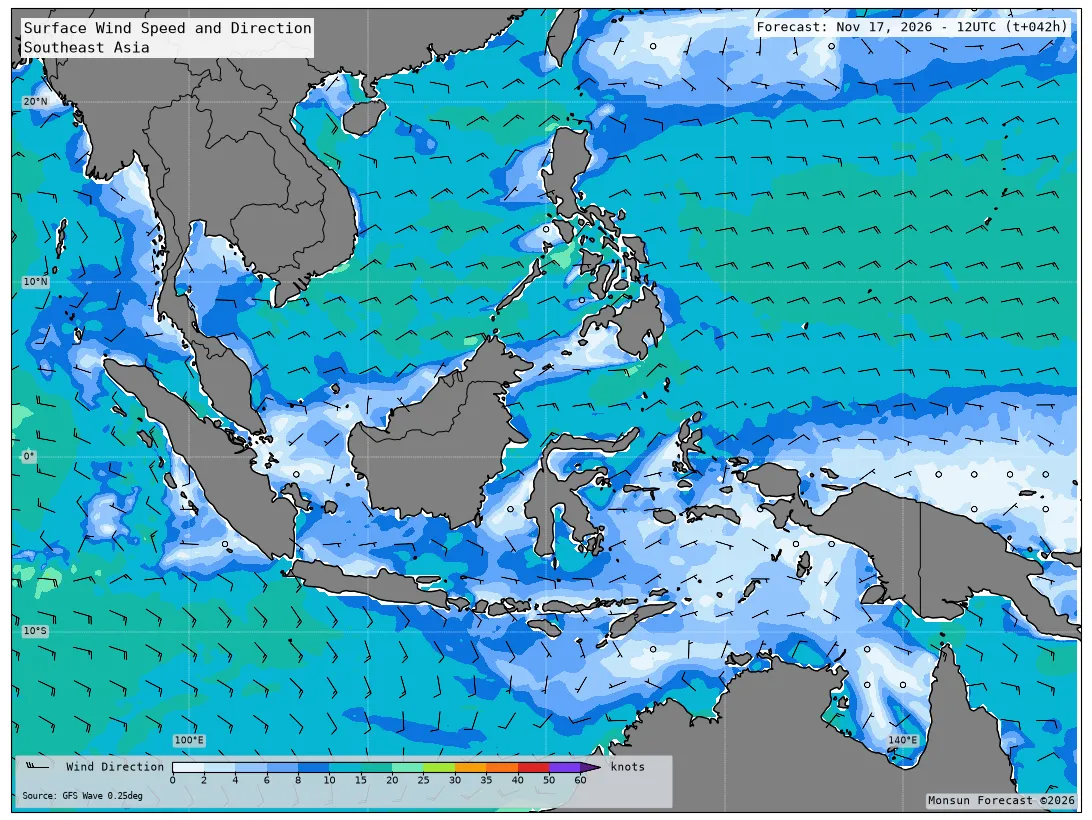 Surface Wind Speed and Direction
Southeast Asia
Forecast: Nov 17, 2026 - 12UTC (t+042h)
20°N
10°N
0°
10°S
100°E
140°E
Wind Direction
0 2 4 6 8 10 15 20 25 30 35 40 50 60
knots
Source: GFS Wave 0.25deg
Monsun Forecast ©2026